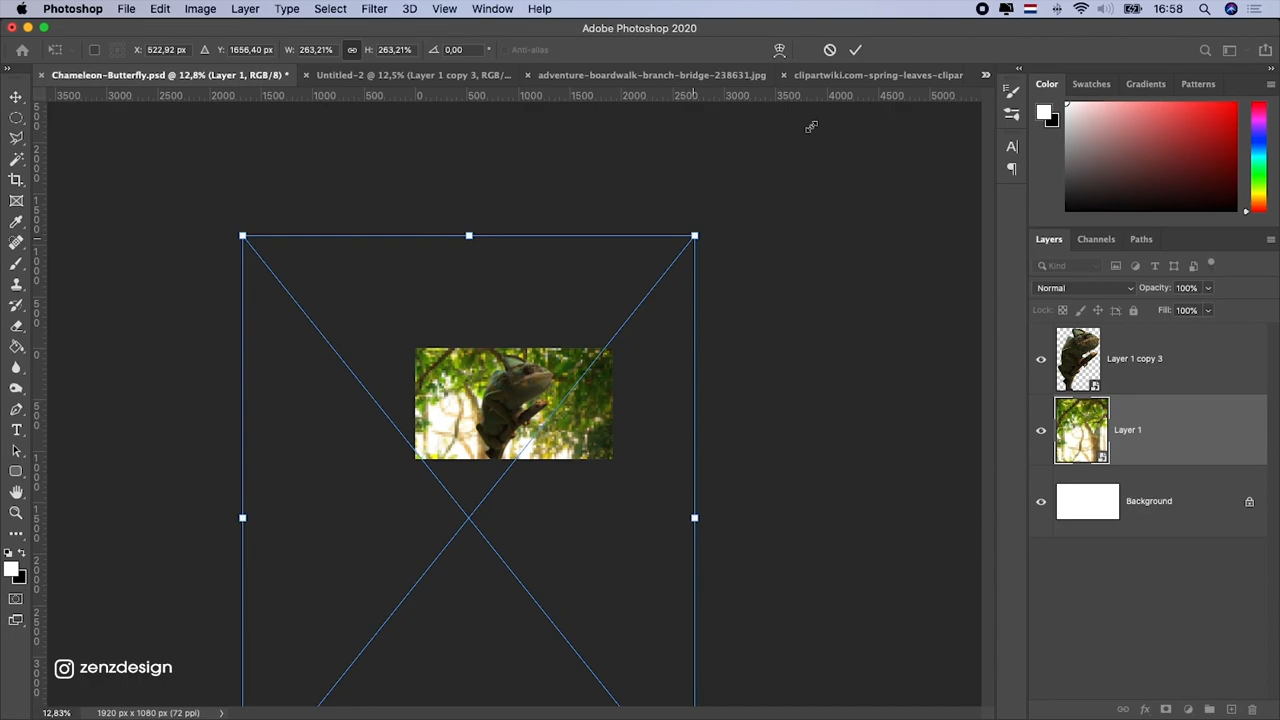 Photoshop File Edit Image Layer Type Select Filter 3D View Window Help 16:58
Adobe Photoshop 2020
X: 522,92 px Y: 1656,40 px W: 263,21% H: 263,21% 0,00 ° Anti-alias
Chameleon-Butterfly.psd @ 12,8% (Layer 1, RGB/8) * Untitled-2 @ 12,5% (Layer 1 copy 3, RGB/... adventure-boardwalk-branch-bridge-238631.jpg clipartwiki.com-spring-leaves-clipar
3500 3000 2500 2000 1500 1000 500 0 500 1000 1500 2000 2500 3000 3500 4000 4500 5000
Color Swatches Gradients Patterns
Layers Channels Paths
Kind
Normal Opacity: 100%
Lock: Fill: 100%
Layer 1 copy 3
Layer 1
Background
zenzdesign
12,83% 1920 px x 1080 px (72 ppi)